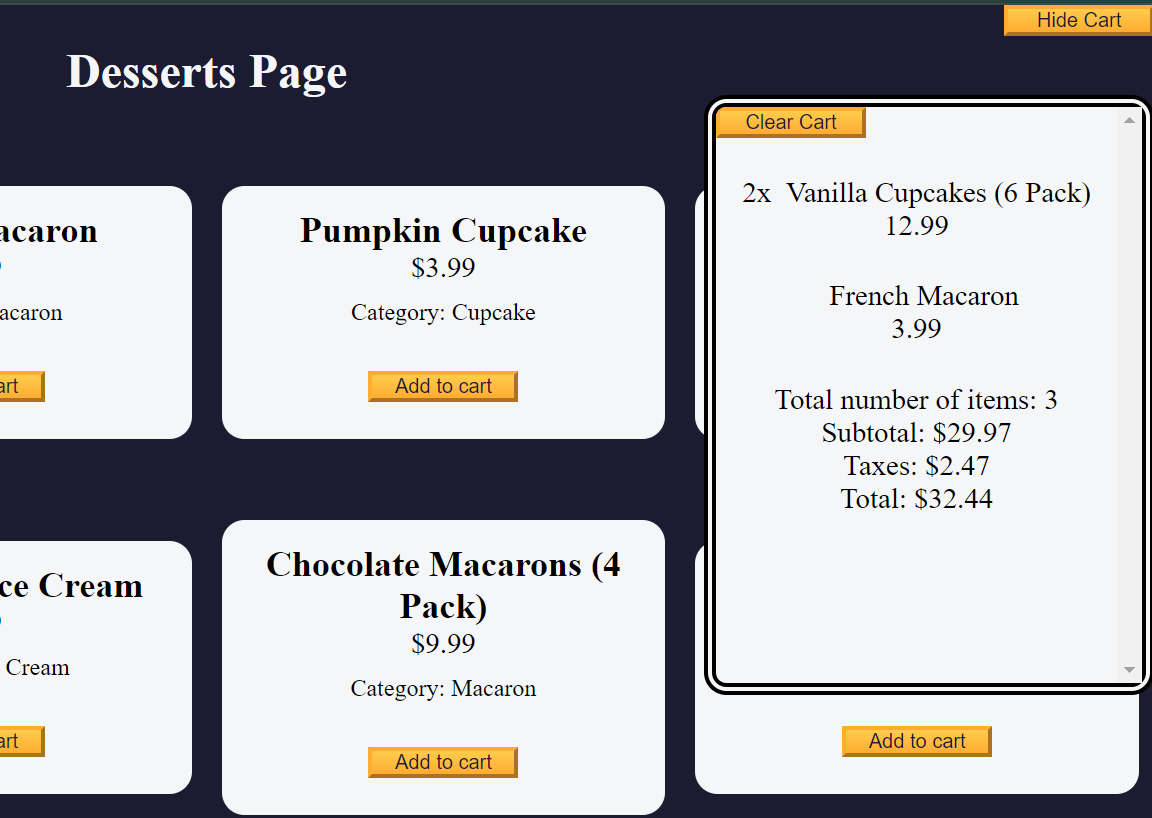 Hide Cart
Desserts Page
Clear Cart
2x Vanilla Cupcakes (6 Pack)
12.99
French Macaron
3.99
Total number of items: 3
Subtotal: $29.97
Taxes: $2.47
Total: $32.44
acaron
acaron
art
Pumpkin Cupcake
$3.99
Category: Cupcake
Add to cart
ce Cream
Cream
art
Chocolate Macarons (4
Pack)
$9.99
Category: Macaron
Add to cart
Add to cart